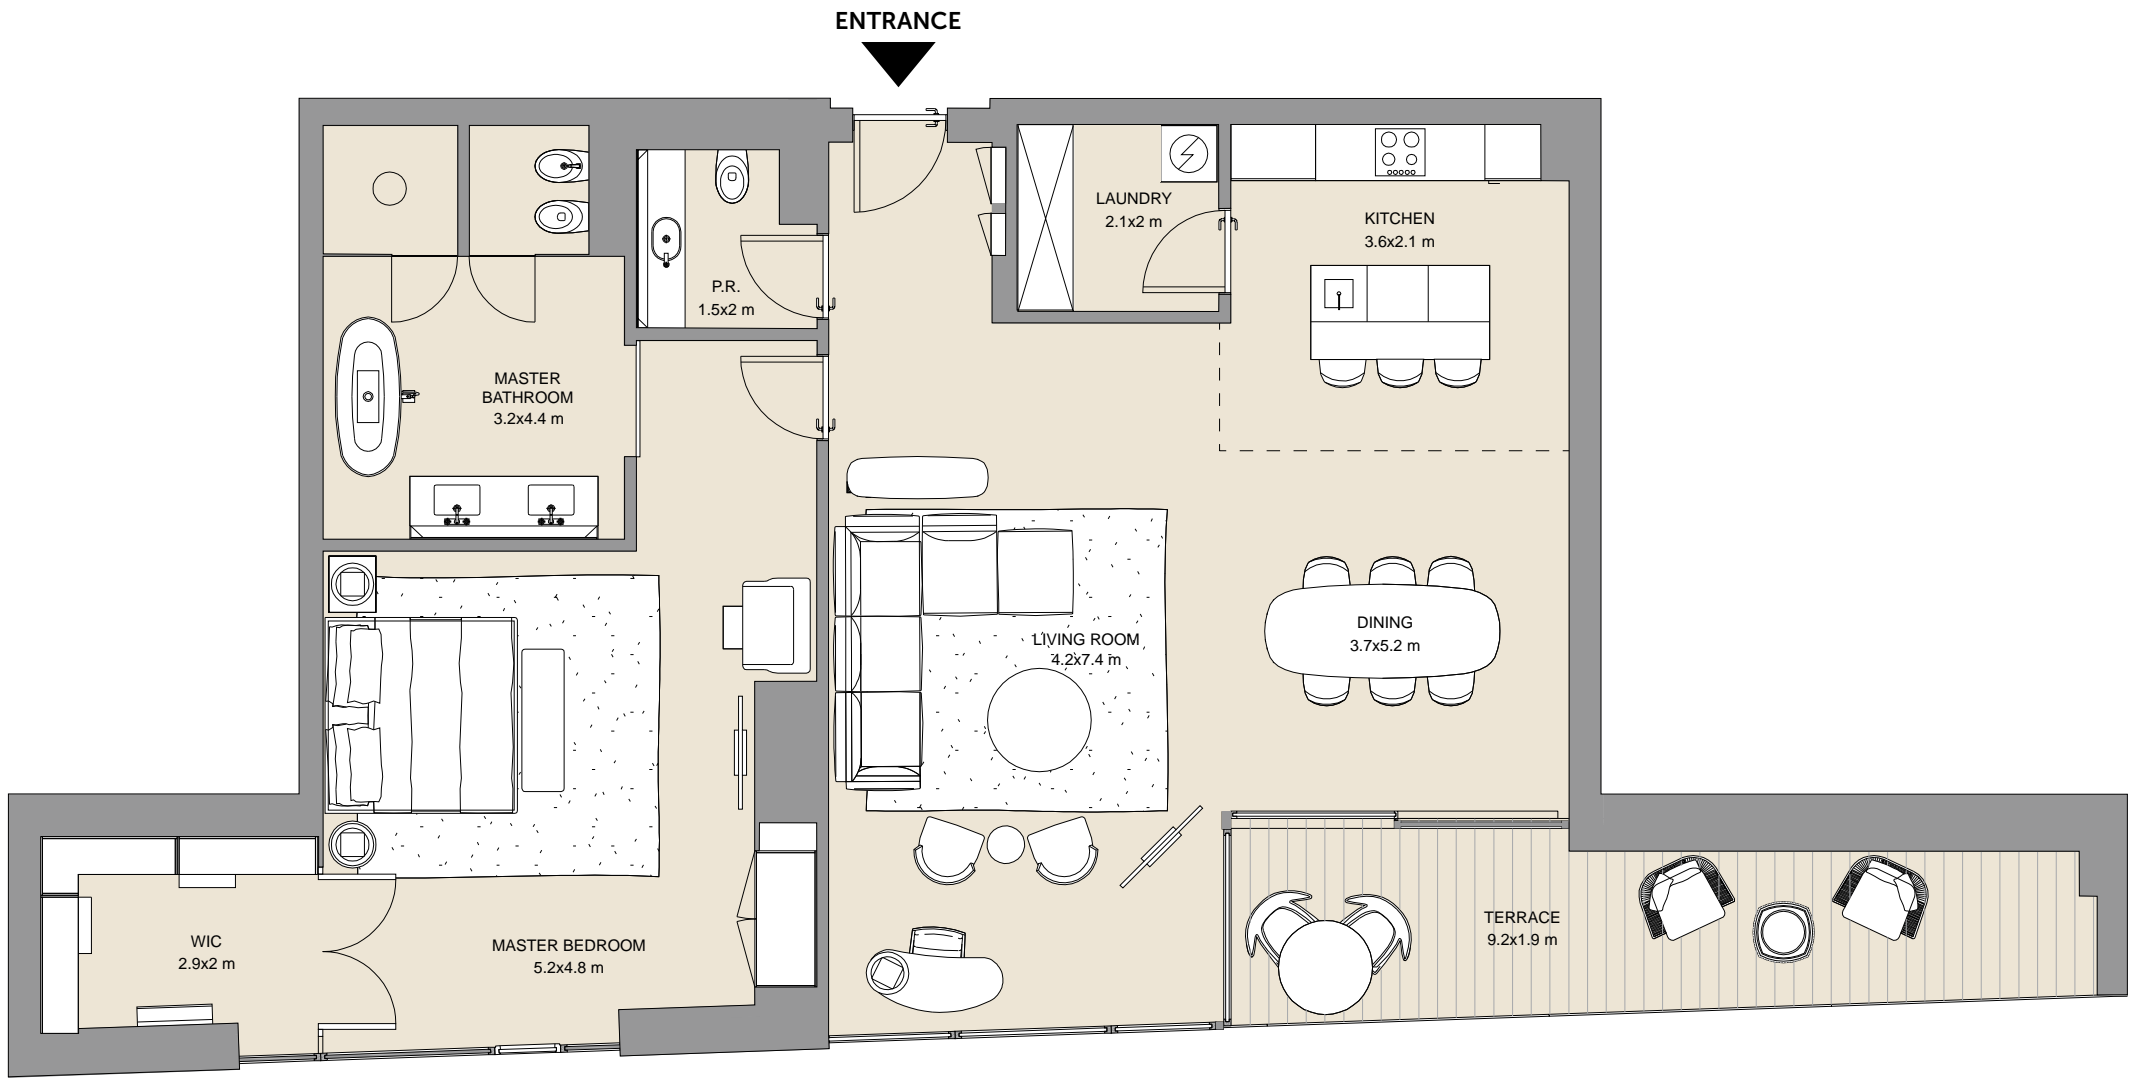 ENTRANCE
LAUNDRY
2.1x2 m
KITCHEN
3.6x2.1 m
P.R.
1.5x2 m
MASTER
BATHROOM
3.2x4.4 m
LIVING ROOM
4.2x7.4 m
DINING
3.7x5.2 m
WIC
2.9x2 m
MASTER BEDROOM
5.2x4.8 m
TERRACE
9.2x1.9 m